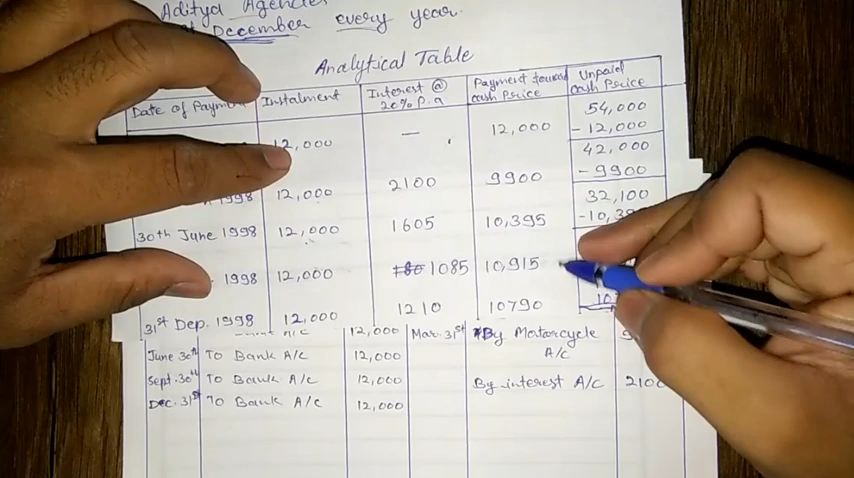 Aditya Agencies
December every year.
Analytical Table
Date of Payment Instalment Interest @ 20% p.a Payment toward cash Price Unpaid cash Price
54,000
12,000 — 12,000 - 12,000
42,000
1998 12,000 2100 9900 - 9900
32,100
30th June 1998 12,000 1605 10,395
1998 12,000 1085 10,915
31st Dep. 1998 12,000 1210 10790
12,000 Mar. 31st By Motorcycle A/c
June 30th To Bank A/c 12,000
Sept. 30th To Bank A/c 12,000 By interest A/c 2100
Dec. 31st To Bank A/c 12,000